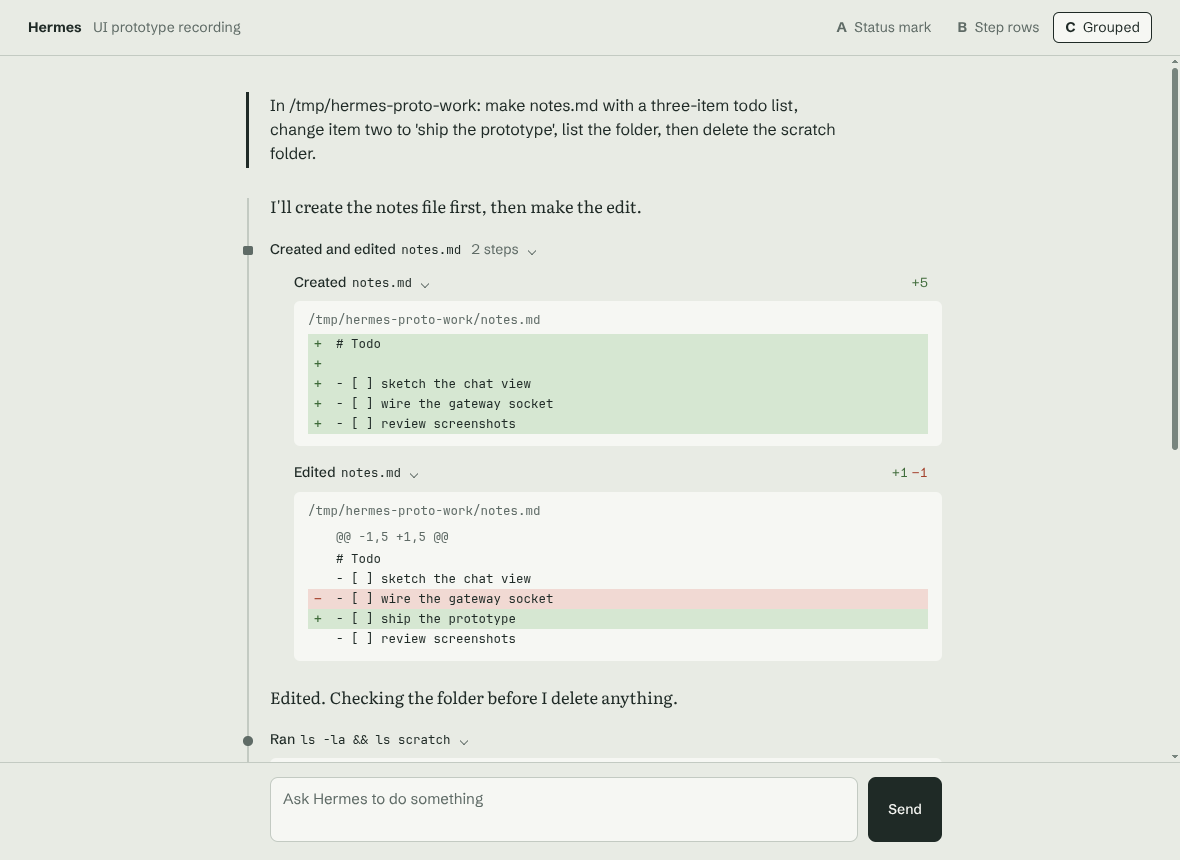 Hermes UI prototype recording A Status mark B Step rows C Grouped
In /tmp/hermes-proto-work: make notes.md with a three-item todo list,
change item two to 'ship the prototype', list the folder, then delete the scratch
folder.
I'll create the notes file first, then make the edit.
Created and edited notes.md 2 steps
Created notes.md +5
/tmp/hermes-proto-work/notes.md
+ # Todo
+
+ - [ ] sketch the chat view
+ - [ ] wire the gateway socket
+ - [ ] review screenshots
Edited notes.md +1 −1
/tmp/hermes-proto-work/notes.md
@@ -1,5 +1,5 @@
# Todo
- [ ] sketch the chat view
− - [ ] wire the gateway socket
+ - [ ] ship the prototype
- [ ] review screenshots
Edited. Checking the folder before I delete anything.
Ran ls -la && ls scratch
Ask Hermes to do something
Send